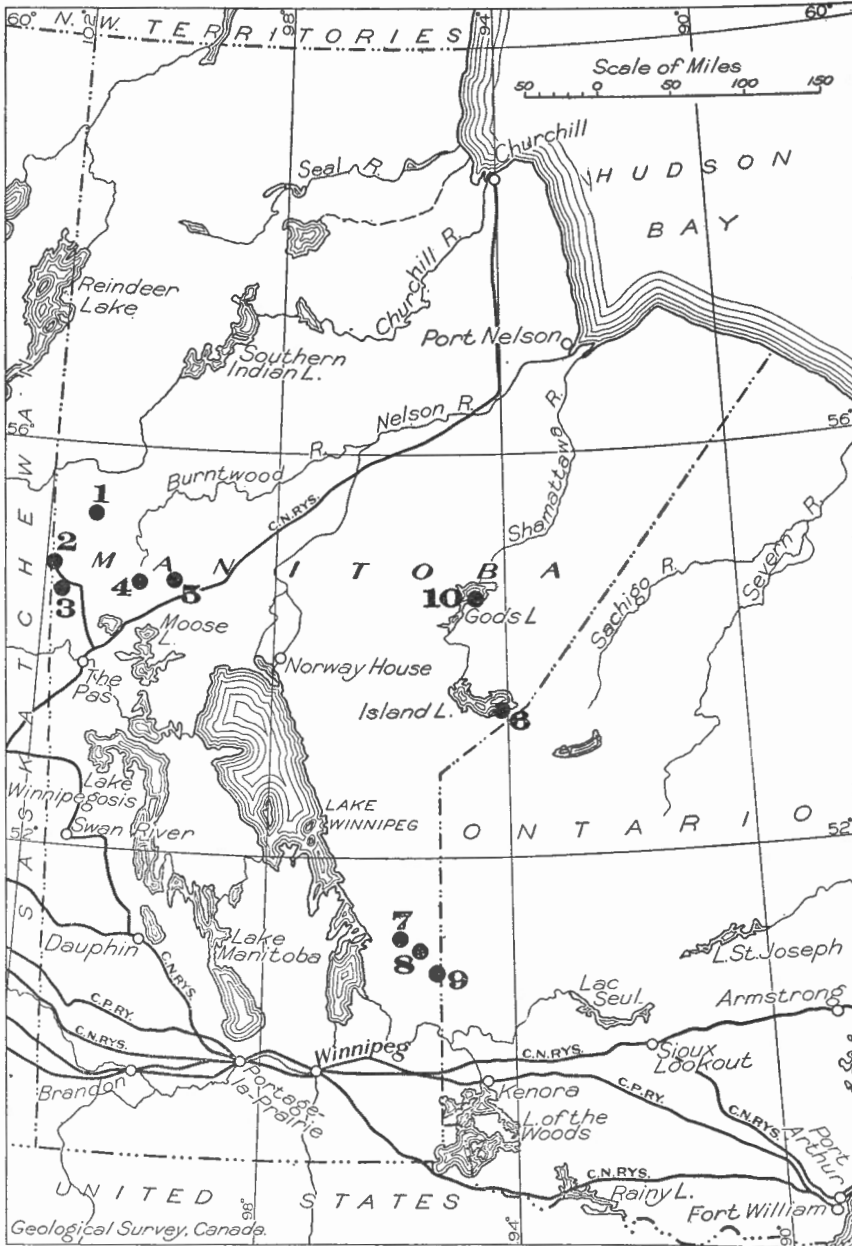 60°
N. W. TERRITORIES
102°
98
94°
90
60°
Scale of Miles
50 0 50 100 150
Churchill
HUDSON
BAY
Seal R.
Churchill R.
Reindeer
Lake
Southern
Indian L.
Port Nelson
Nelson R.
56°
56°
Burntwood R.
C.N.RYS.
Shamattawa R.
Severn R.
Sachigo R.
SASKATCHEWAN
MANITOBA
1
2
3
4
5
10
Gods L.
Moose
L.
The
Pas
Norway House
Island L.
6
Lake
Winnipegosis
Swan River
LAKE
WINNIPEG
ONTARIO
52°
52°
7
8
9
Dauphin
C.N.RYS.
Lake
Manitoba
L. St. Joseph
Lac
Seul.
Armstrong
C.P.RY.
C.N.RYS.
Winnipeg
C.N.RYS.
Sioux
Lookout
Brandon
Portage-
la-prairie
Kenora
C.P.RY.
L. of the
Woods
C.N.RYS.
Port
Arthur
C.N.RYS.
Rainy L.
Fort William
UNITED STATES
98°
94°
90
Geological Survey, Canada.